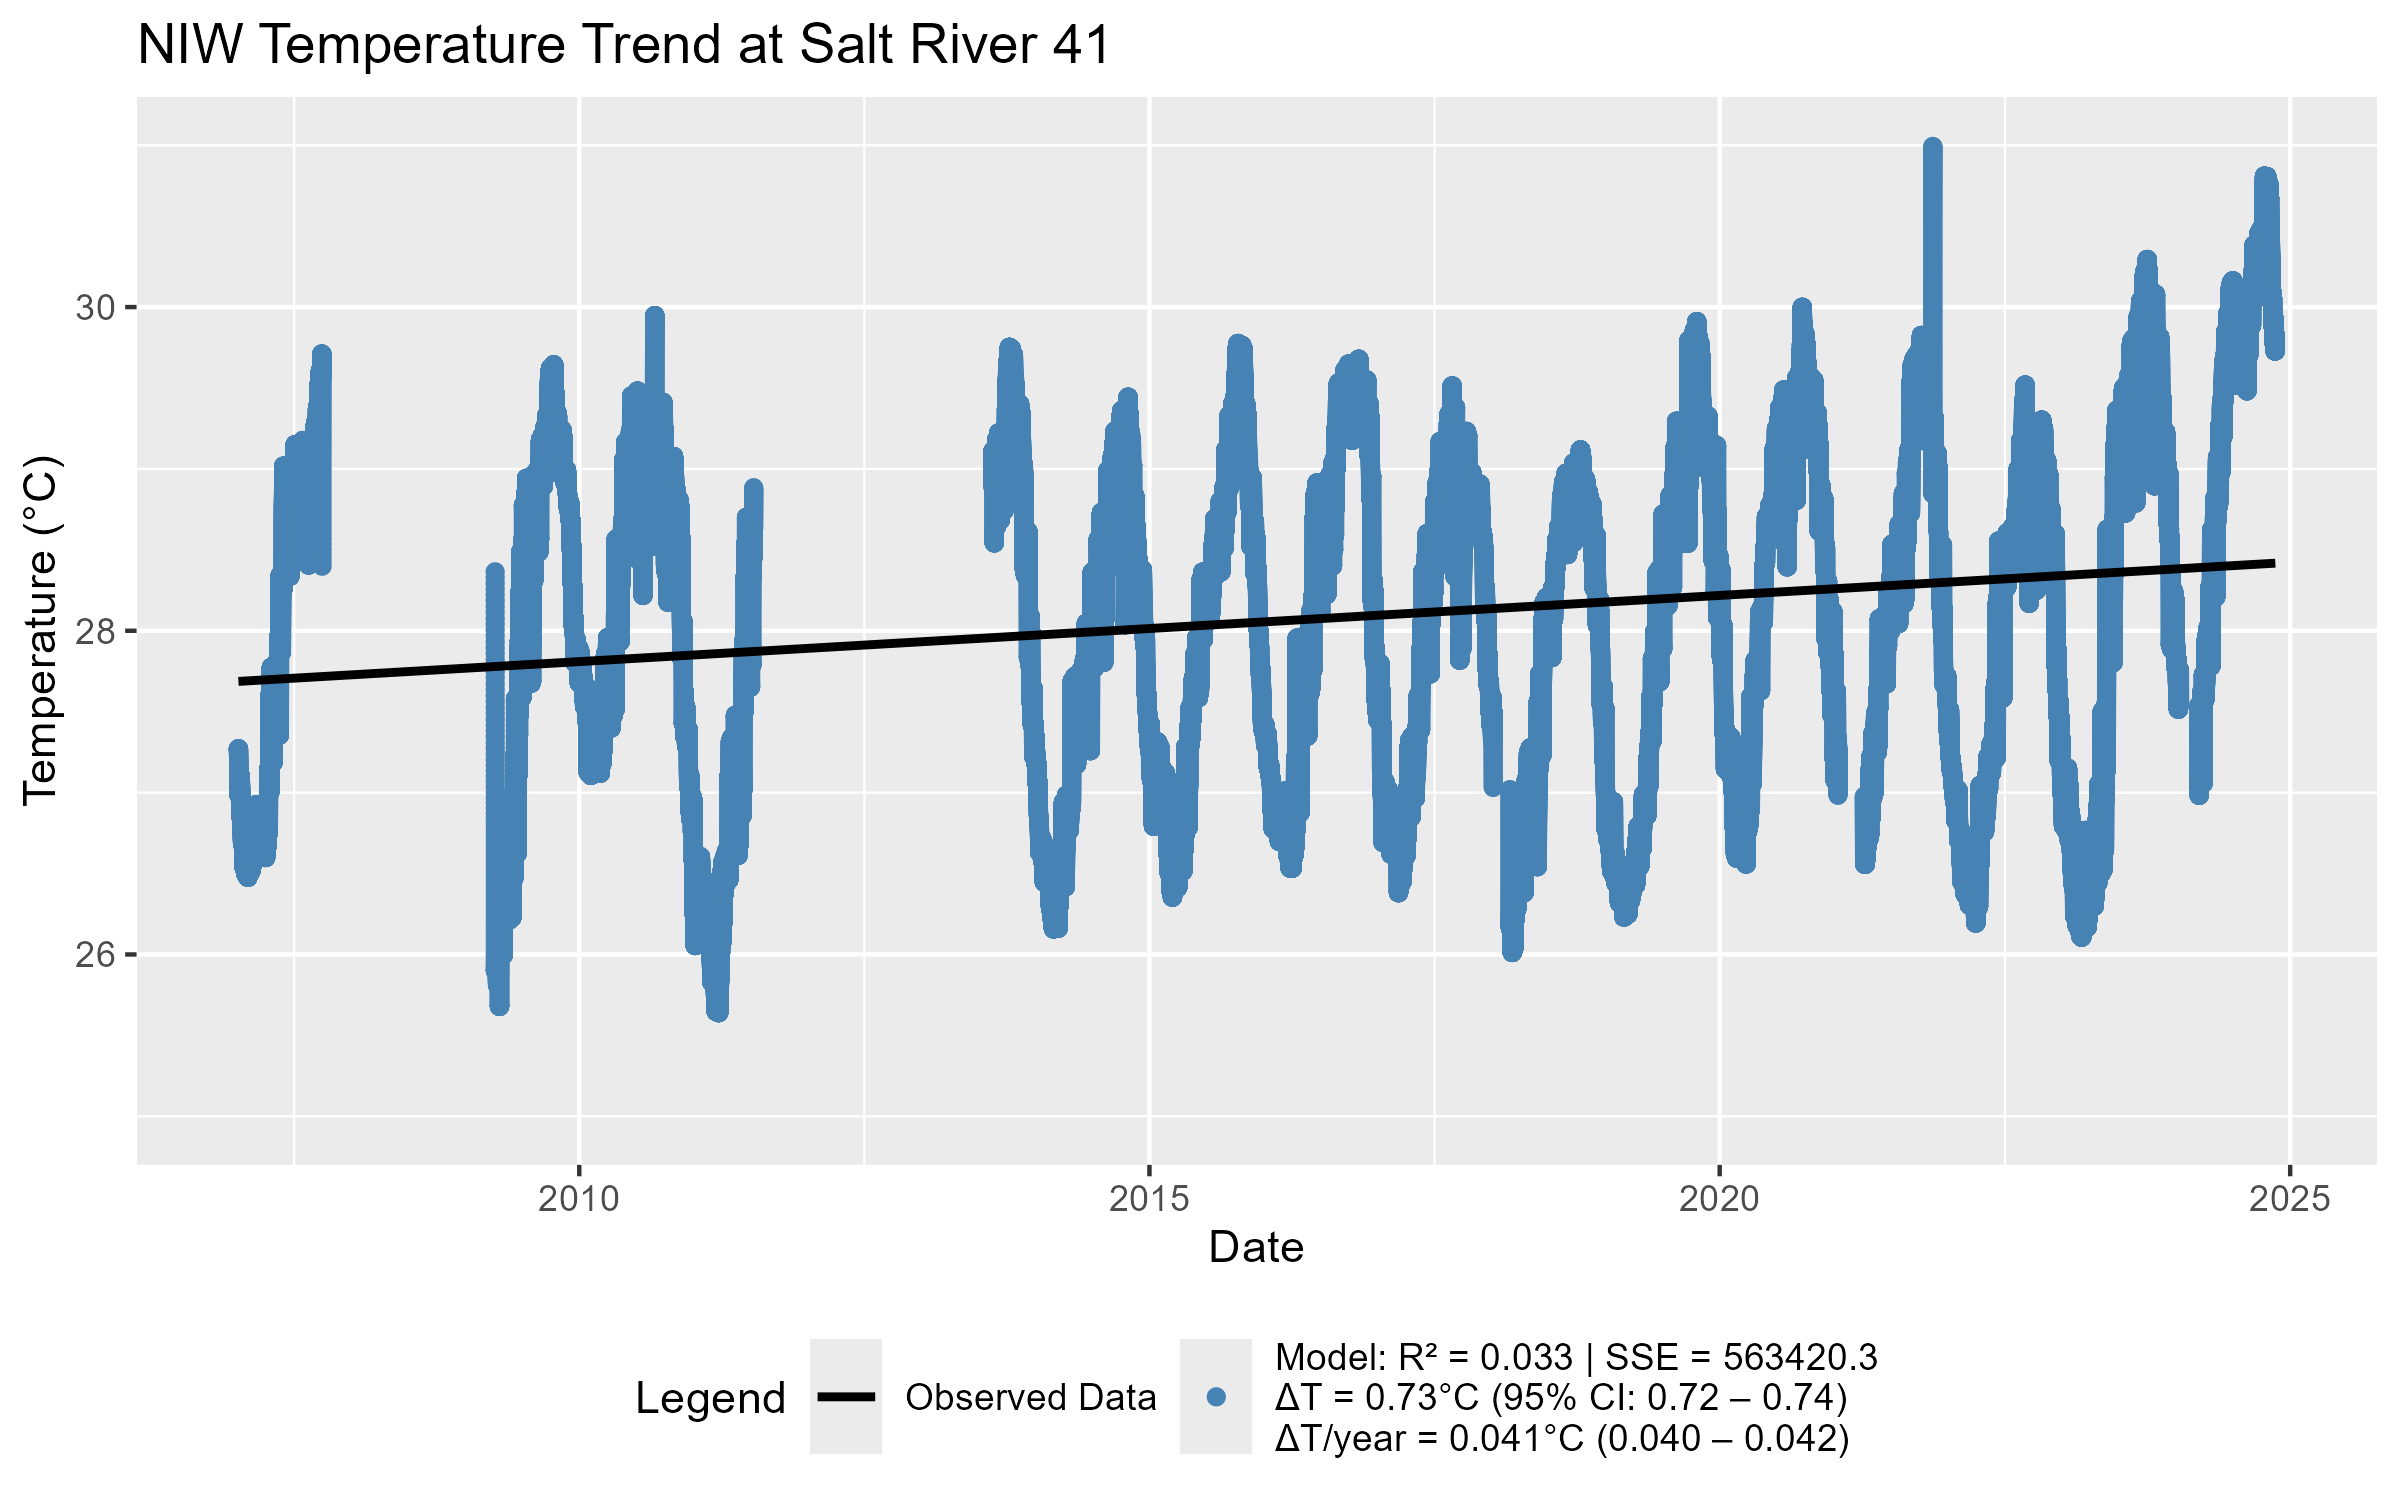 NIW Temperature Trend at Salt River 41
Temperature (°C)
30
28
26
2010
2015
2020
2025
Date
Legend
Observed Data
Model: R² = 0.033 | SSE = 563420.3
ΔT = 0.73°C (95% CI: 0.72 – 0.74)
ΔT/year = 0.041°C (0.040 – 0.042)